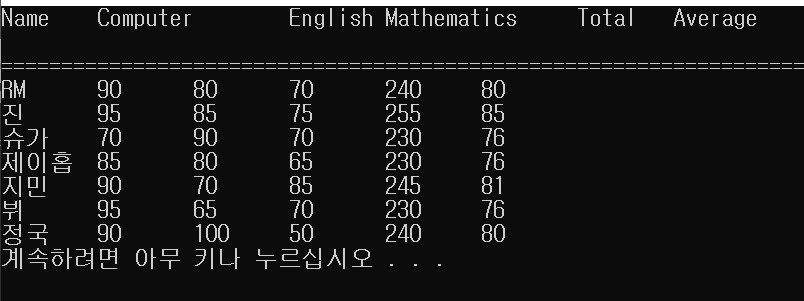 Name Computer English Mathematics Total Average
===================================================================
RM 90 80 70 240 80
진 95 85 75 255 85
슈가 70 90 70 230 76
제이홉 85 80 65 230 76
지민 90 70 85 245 81
뷔 95 65 70 230 76
정국 90 100 50 240 80
계속하려면 아무 키나 누르십시오 . . .